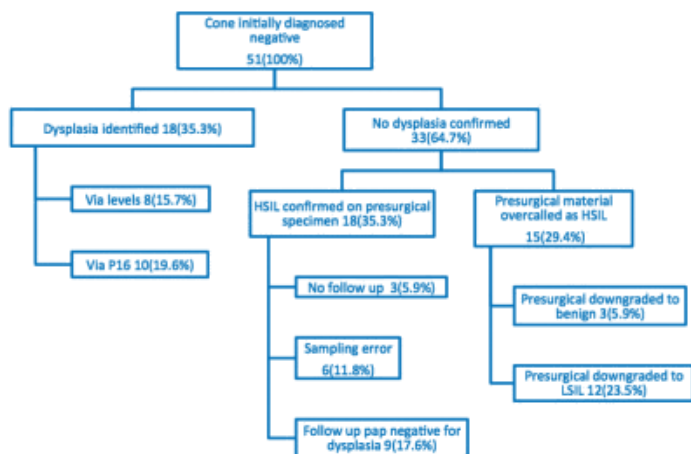 Cone initially diagnosed
negative
51(100%)
Dysplasia identified 18(35.3%)
No dysplasia confirmed
33(64.7%)
Via levels 8(15.7%)
Via P16 10(19.6%)
HSIL confirmed on presurgical
specimen 18(35.3%)
No follow up 3(5.9%)
Sampling error
6(11.8%)
Follow up pap negative for
dysplasia 9(17.6%)
Presurgical material
overcalled as HSIL
15(29.4%)
Presurgical downgraded to
benign 3(5.9%)
Presurgical downgraded to
LSIL 12(23.5%)